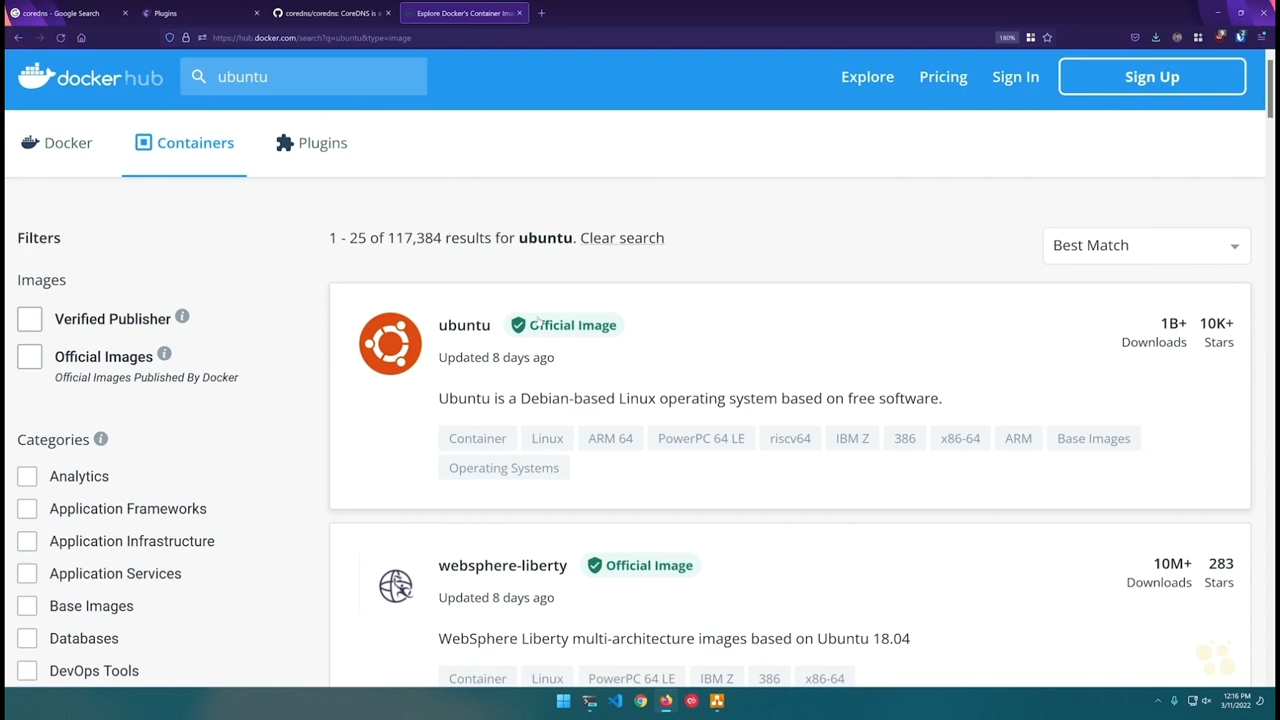 coredns - Google Search
Plugins
coredns/coredns: CoreDNS is a
Explore Docker's Container Ima
https://hub.docker.com/search?q=ubuntu&type=image
180%
docker hub
ubuntu
Explore
Pricing
Sign In
Sign Up
Docker
Containers
Plugins
Filters
1 - 25 of 117,384 results for ubuntu. Clear search
Best Match
Images
Verified Publisher
Official Images
Official Images Published By Docker
Categories
Analytics
Application Frameworks
Application Infrastructure
Application Services
Base Images
Databases
DevOps Tools
ubuntu
Official Image
Updated 8 days ago
1B+
Downloads
10K+
Stars
Ubuntu is a Debian-based Linux operating system based on free software.
Container
Linux
ARM 64
PowerPC 64 LE
riscv64
IBM Z
386
x86-64
ARM
Base Images
Operating Systems
websphere-liberty
Official Image
Updated 8 days ago
10M+
Downloads
283
Stars
WebSphere Liberty multi-architecture images based on Ubuntu 18.04
Container
Linux
PowerPC 64 LE
IBM Z
386
x86-64
12:16 PM
3/11/2022